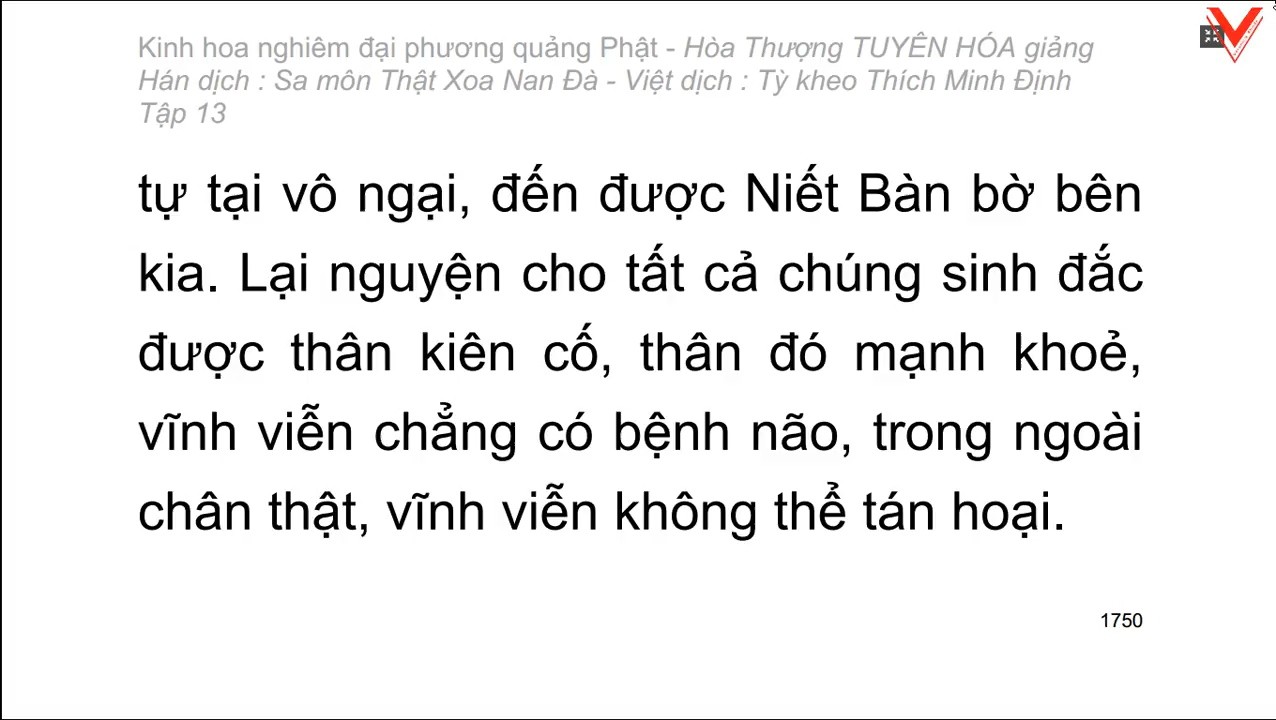 Kinh hoa nghiêm đại phương quảng Phật - Hòa Thượng TUYÊN HÓA giảng
Hán dịch : Sa môn Thật Xoa Nan Đà - Việt dịch : Tỳ kheo Thích Minh Định
Tập 13
tự tại vô ngại, đến được Niết Bàn bờ bên
kia. Lại nguyện cho tất cả chúng sinh đắc
được thân kiên cố, thân đó mạnh khoẻ,
vĩnh viễn chẳng có bệnh não, trong ngoài
chân thật, vĩnh viễn không thể tán hoại.
1750